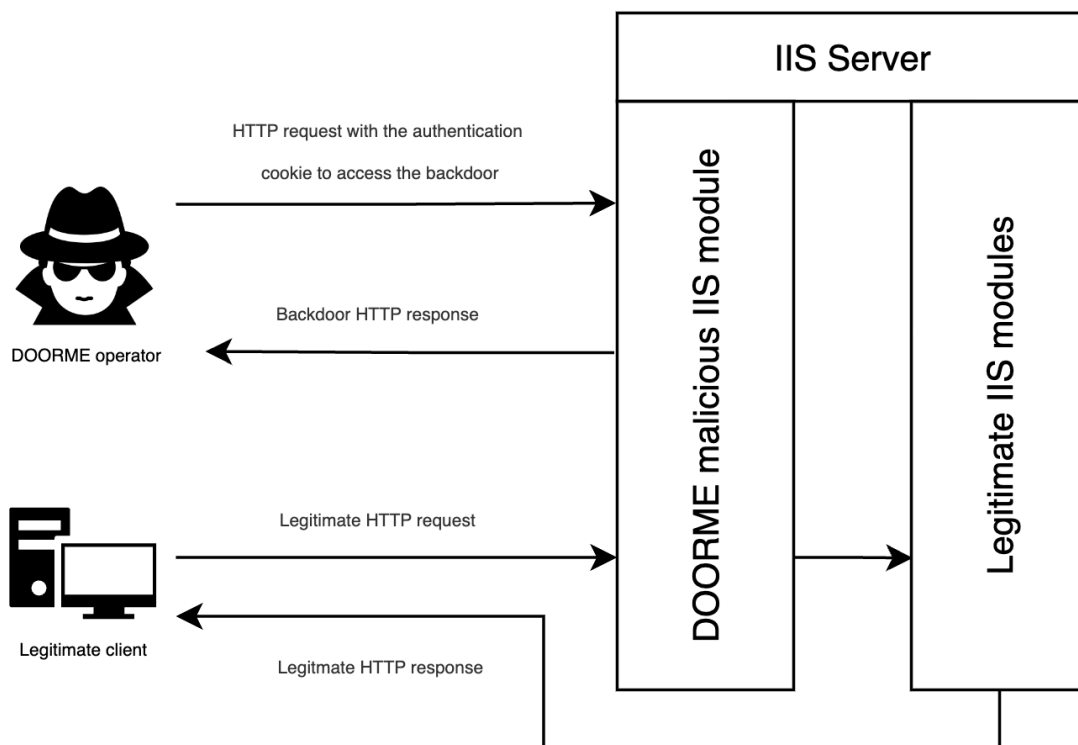 IIS Server
HTTP request with the authentication
cookie to access the backdoor
DOORME operator
Backdoor HTTP response
DOORME malicious IIS module
Legitimate IIS modules
Legitimate HTTP request
Legitimate client
Legitmate HTTP response